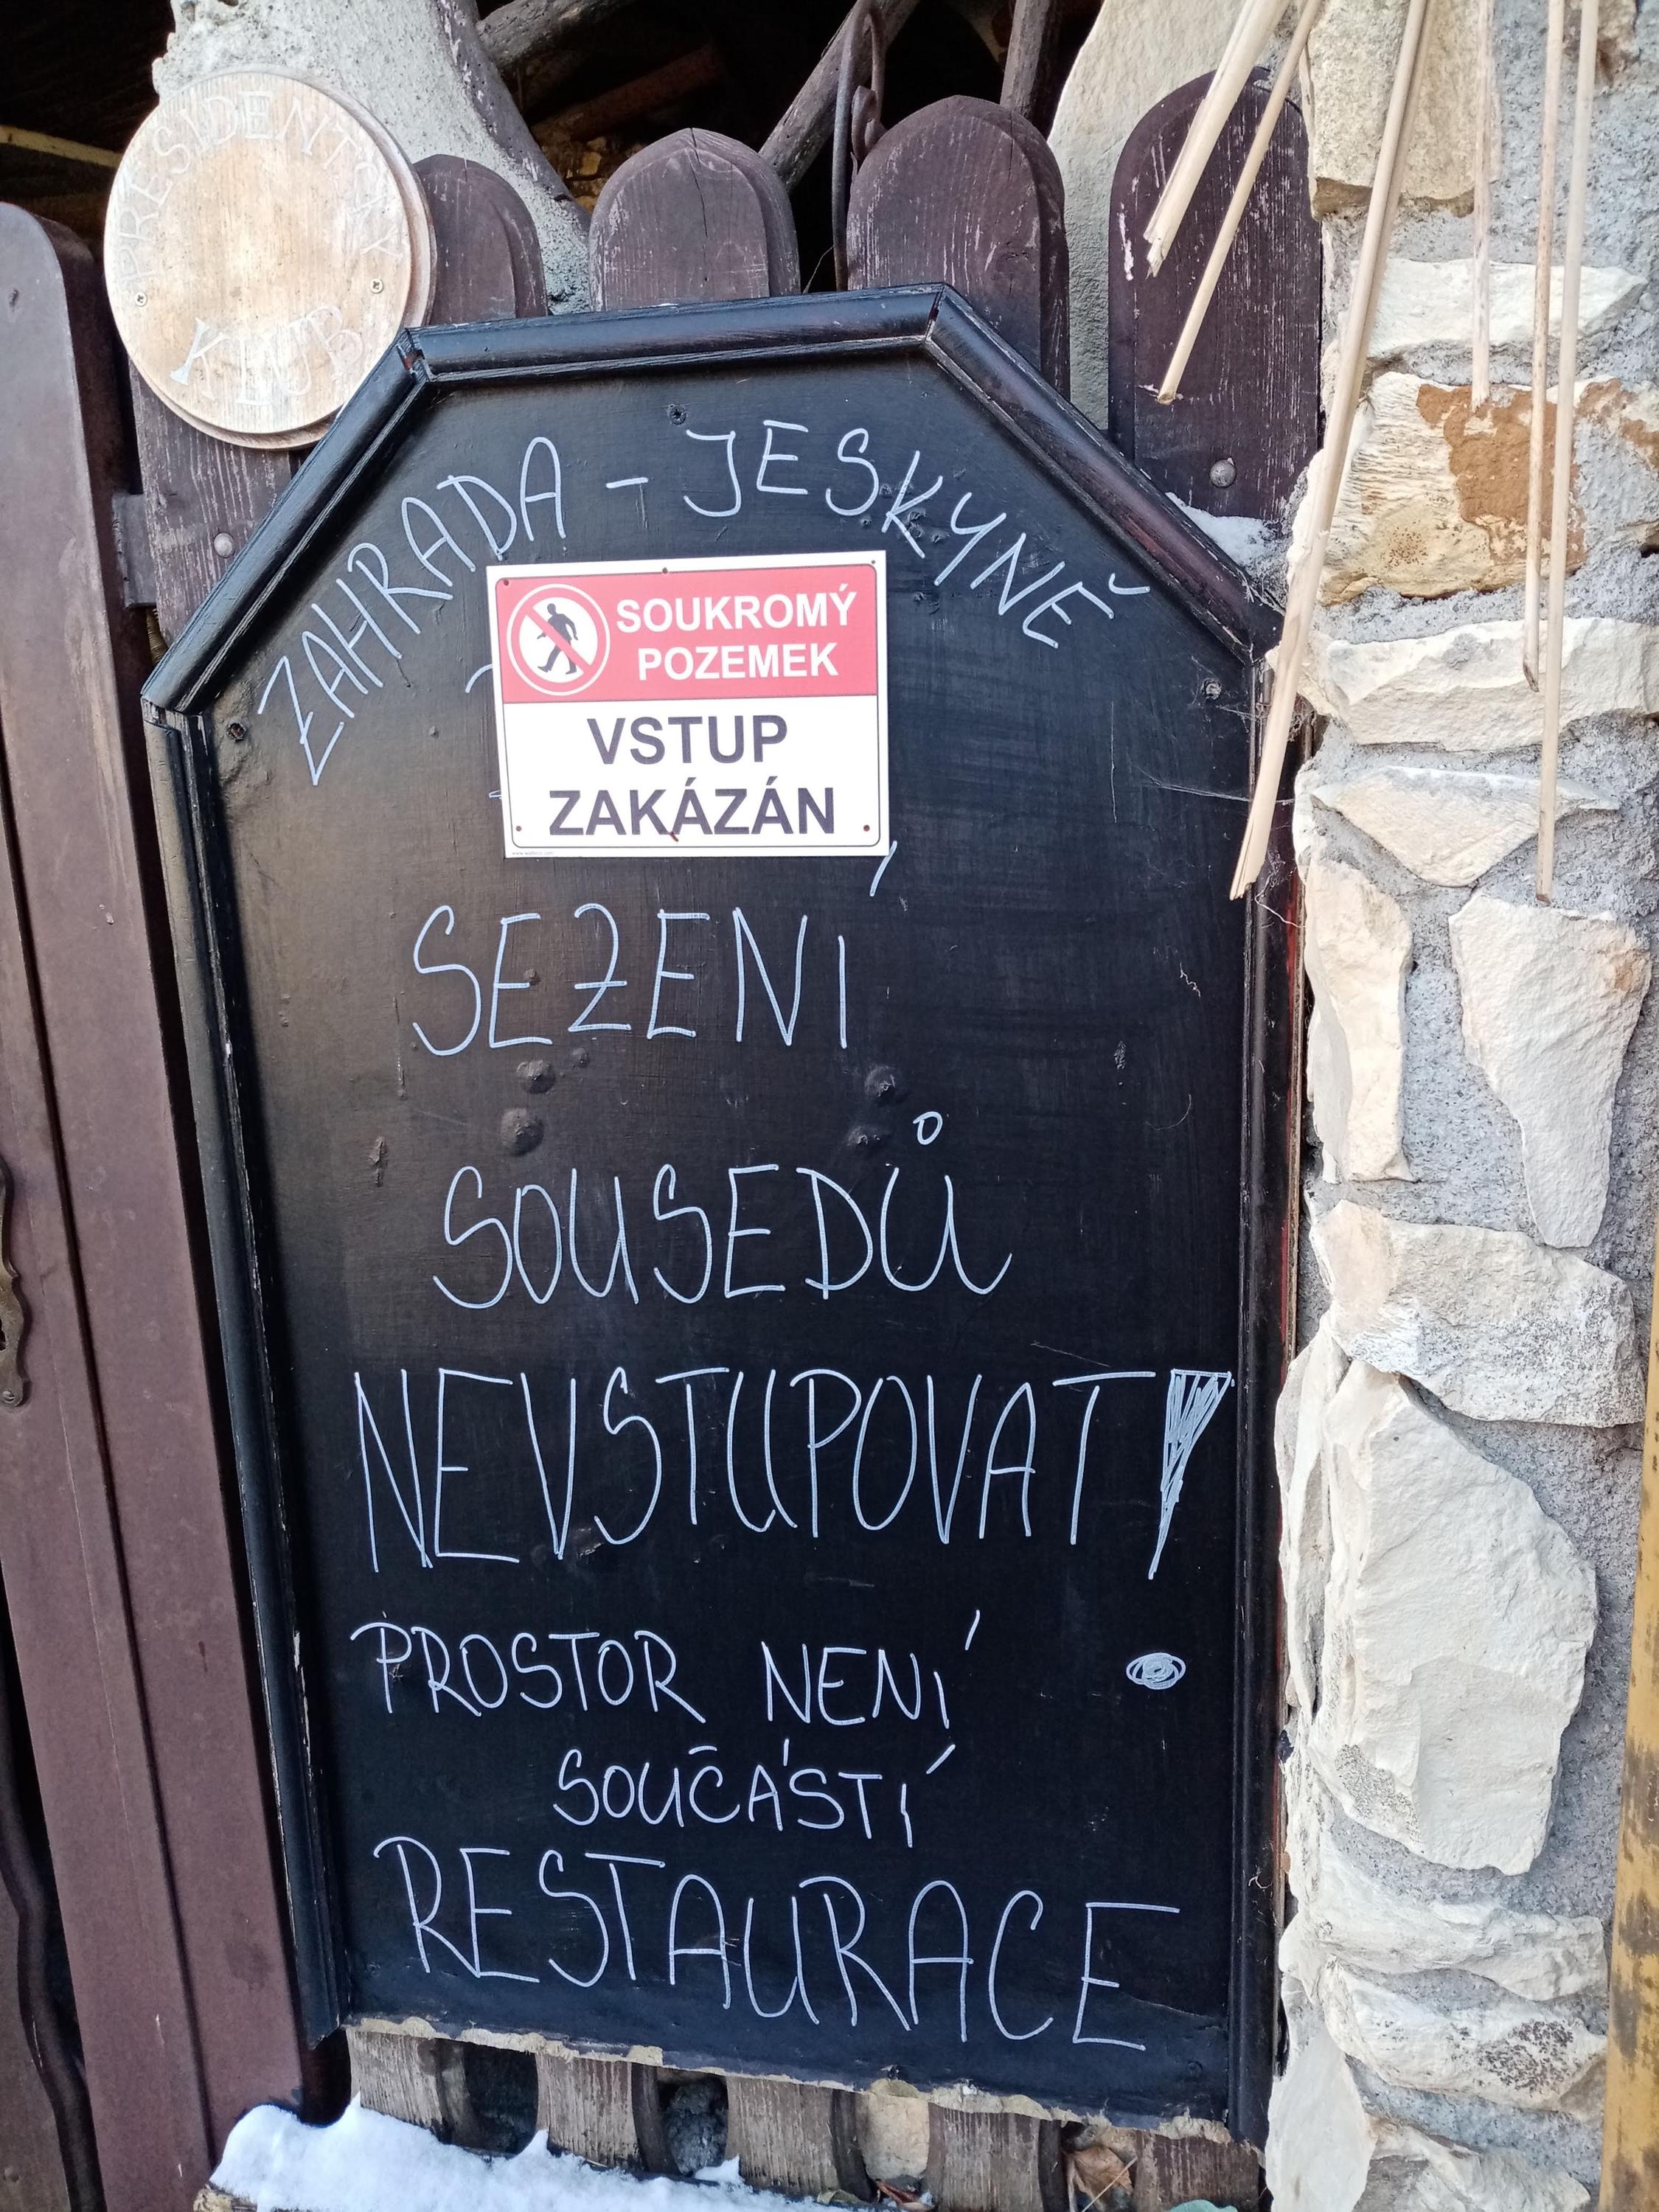 PRESIDENTSKÝ
KLUB
ZAHRADA - JESKYNĚ
SOUKROMÝ
POZEMEK
VSTUP
ZAKÁZÁN
SEZENÍ
SOUSEDŮ
NEVSTUPOVAT!
PROSTOR NENÍ
SOUČÁSTÍ
RESTAURACE